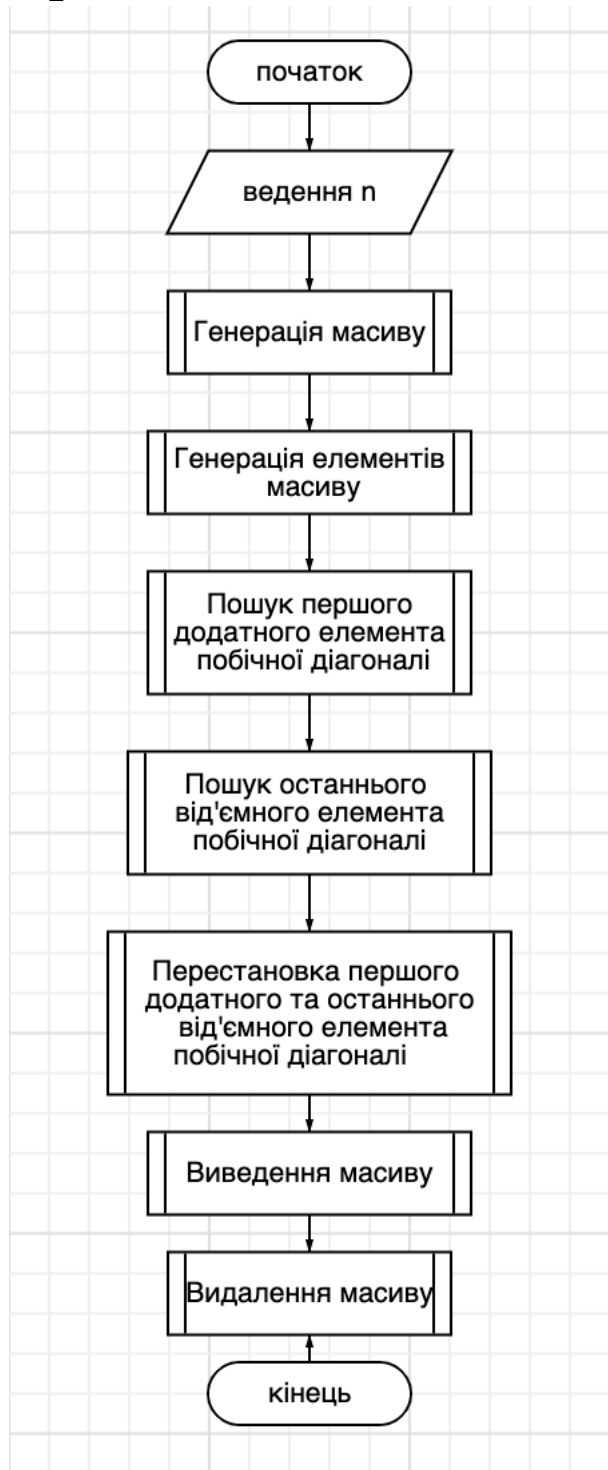 початок
ведення n
Генерація масиву
Генерація елементів
масиву
Пошук першого
додатного елемента
побічної діагоналі
Пошук останнього
від'ємного елемента
побічної діагоналі
Перестановка першого
додатного та останнього
від'ємного елемента
побічної діагоналі
Виведення масиву
Видалення масиву
кінець